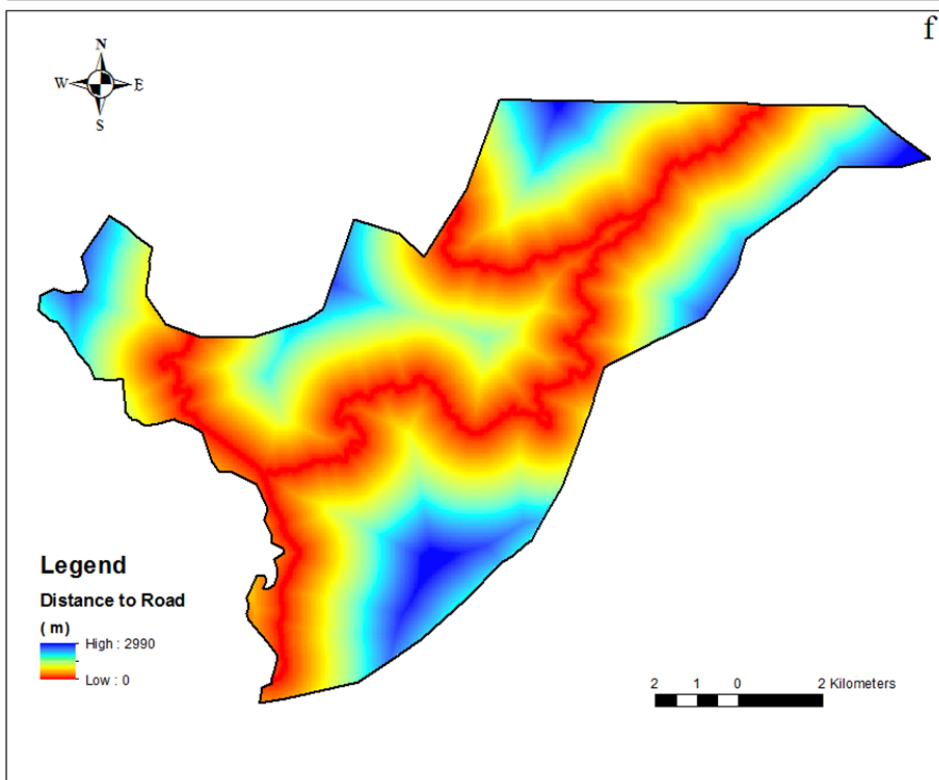 f
N
W E
S
Legend
Distance to Road
( m)
High : 2990
Low : 0
2 1 0 2 Kilometers